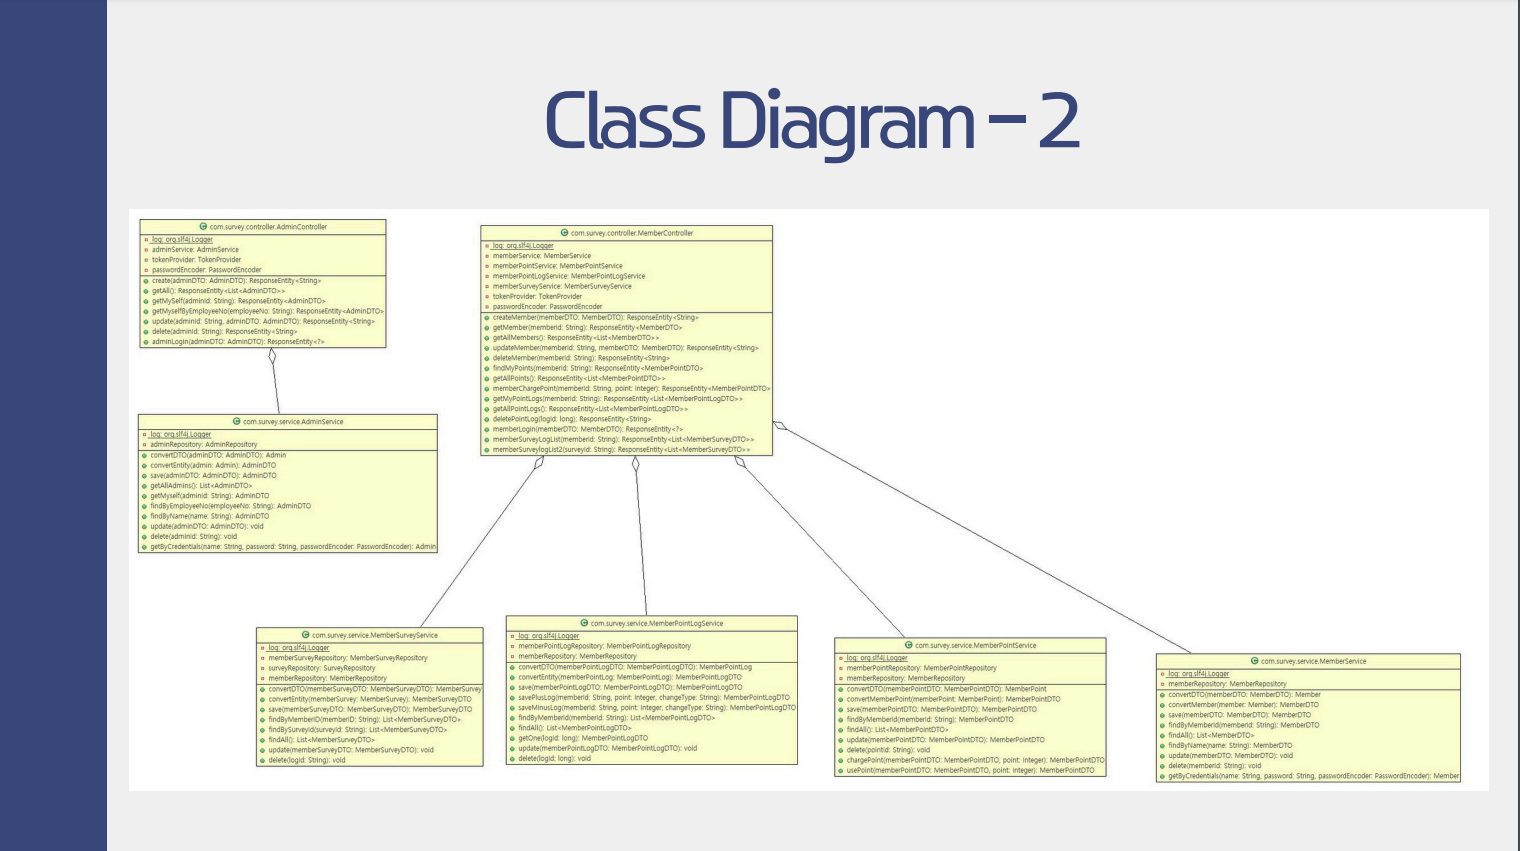 Class Diagram – 2
com.survey.controller.AdminController
log: org.slf4j.Logger
adminService: AdminService
tokenProvider: TokenProvider
passwordEncoder: PasswordEncoder
create(adminDTO: AdminDTO): ResponseEntity<String>
getAll(): ResponseEntity<List<AdminDTO>>
getMySelf(adminId: String): ResponseEntity<AdminDTO>
getMyselfByEmployeeNo(employeeNo: String): ResponseEntity<AdminDTO>
update(adminId: String, adminDTO: AdminDTO): ResponseEntity<String>
delete(adminId: String): ResponseEntity<String>
adminLogin(adminDTO: AdminDTO): ResponseEntity<?>
com.survey.controller.MemberController
log: org.slf4j.Logger
memberService: MemberService
memberPointService: MemberPointService
memberPointLogService: MemberPointLogService
memberSurveyService: MemberSurveyService
tokenProvider: TokenProvider
passwordEncoder: PasswordEncoder
createMember(memberDTO: MemberDTO): ResponseEntity<String>
getMember(memberId: String): ResponseEntity<MemberDTO>
getAllMembers(): ResponseEntity<List<MemberDTO>>
updateMember(memberId: String, memberDTO: MemberDTO): ResponseEntity<String>
deleteMember(memberId: String): ResponseEntity<String>
findMyPoints(memberId: String): ResponseEntity<MemberPointDTO>
getAllPoints(): ResponseEntity<List<MemberPointDTO>>
memberChargePoint(memberId: String, point: Integer): ResponseEntity<MemberPointDTO>
getMyPointLogs(memberId: String): ResponseEntity<List<MemberPointLogDTO>>
getAllPointLogs(): ResponseEntity<List<MemberPointLogDTO>>
deletePointLog(logId: long): ResponseEntity<String>
memberLogin(memberDTO: MemberDTO): ResponseEntity<?>
memberSurveyLogList(memberId: String): ResponseEntity<List<MemberSurveyDTO>>
memberSurveylogList2(surveyId: String): ResponseEntity<List<MemberSurveyDTO>>
com.survey.service.AdminService
log: org.slf4j.Logger
adminRepository: AdminRepository
convertDTO(adminDTO: AdminDTO): Admin
convertEntity(admin: Admin): AdminDTO
save(adminDTO: AdminDTO): AdminDTO
getAllAdmins(): List<AdminDTO>
getMyself(adminId: String): AdminDTO
findByEmployeeNo(employeeNo: String): AdminDTO
findByName(name: String): AdminDTO
update(adminDTO: AdminDTO): void
delete(adminId: String): void
getByCredentials(name: String, password: String, passwordEncoder: PasswordEncoder): Admin
com.survey.service.MemberSurveyService
log: org.slf4j.Logger
memberSurveyRepository: MemberSurveyRepository
surveyRepository: SurveyRepository
memberRepository: MemberRepository
convertDTO(memberSurveyDTO: MemberSurveyDTO): MemberSurvey
convertEntity(memberSurvey: MemberSurvey): MemberSurveyDTO
save(memberSurveyDTO: MemberSurveyDTO): MemberSurveyDTO
findByMemberID(memberID: String): List<MemberSurveyDTO>
findBySurveyId(surveyId: String): List<MemberSurveyDTO>
findAll(): List<MemberSurveyDTO>
update(memberSurveyDTO: MemberSurveyDTO): void
delete(logId: String): void
com.survey.service.MemberPointLogService
log: org.slf4j.Logger
memberPointLogRepository: MemberPointLogRepository
memberRepository: MemberRepository
convertDTO(memberPointLogDTO: MemberPointLogDTO): MemberPointLog
convertEntity(memberPointLog: MemberPointLog): MemberPointLogDTO
save(memberPointLogDTO: MemberPointLogDTO): MemberPointLogDTO
savePlusLog(memberId: String, point: Integer, changeType: String): MemberPointLogDTO
saveMinusLog(memberId: String, point: Integer, changeType: String): MemberPointLogDTO
findByMemberId(memberId: String): List<MemberPointLogDTO>
findAll(): List<MemberPointLogDTO>
getOne(logId: long): MemberPointLogDTO
update(memberPointLogDTO: MemberPointLogDTO): void
delete(logId: long): void
com.survey.service.MemberPointService
log: org.slf4j.Logger
memberPointRepository: MemberPointRepository
memberRepository: MemberRepository
convertDTO(memberPointDTO: MemberPointDTO): MemberPoint
convertMemberPoint(memberPoint: MemberPoint): MemberPointDTO
save(memberPointDTO: MemberPointDTO): MemberPointDTO
findByMemberId(memberId: String): MemberPointDTO
findAll(): List<MemberPointDTO>
update(memberPointDTO: MemberPointDTO): MemberPointDTO
delete(pointId: String): void
chargePoint(memberPointDTO: MemberPointDTO, point: Integer): MemberPointDTO
usePoint(memberPointDTO: MemberPointDTO, point: Integer): MemberPointDTO
com.survey.service.MemberService
log: org.slf4j.Logger
memberRepository: MemberRepository
convertDTO(memberDTO: MemberDTO): Member
convertMember(member: Member): MemberDTO
save(memberDTO: MemberDTO): MemberDTO
findByMemberId(memberId: String): MemberDTO
findAll(): List<MemberDTO>
findByName(name: String): MemberDTO
update(memberDTO: MemberDTO): void
delete(memberId: String): void
getByCredentials(name: String, password: String, passwordEncoder: PasswordEncoder): Member